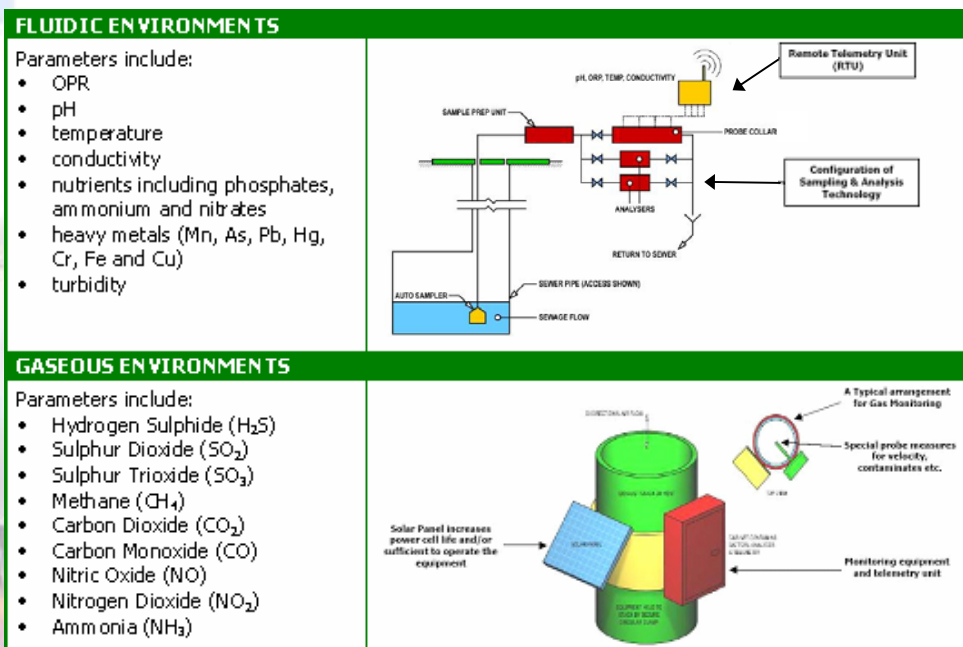 FLUIDIC ENVIRONMENTS
Parameters include:
• OPR
• pH
• temperature
• conductivity
• nutrients including phosphates,
ammonium and nitrates
• heavy metals (Mn, As, Pb, Hg,
Cr, Fe and Cu)
• turbidity
Remote Telemetry Unit
(RTU)
pH, ORP, TEMP, CONDUCTIVITY
SAMPLE PREP UNIT
PROBE COLLAR
Configuration of
Sampling & Analysis
Technology
ANALYSERS
RETURN TO SEWER
SEWER PIPE (ACCESS SHOWN)
AUTO SAMPLER
SEWAGE FLOW
GASEOUS ENVIRONMENTS
Parameters include:
• Hydrogen Sulphide (H₂S)
• Sulphur Dioxide (SO₂)
• Sulphur Trioxide (SO₃)
• Methane (CH₄)
• Carbon Dioxide (CO₂)
• Carbon Monoxide (CO)
• Nitric Oxide (NO)
• Nitrogen Dioxide (NO₂)
• Ammonia (NH₃)
A Typical arrangement
for Gas Monitoring
Special probe measures
for velocity,
contaminates etc.
TOP VIEW
Solar Panel increases
power cell life and/or
sufficient to operate the
equipment
SOLAR PANEL
Monitoring equipment
and telemetry unit